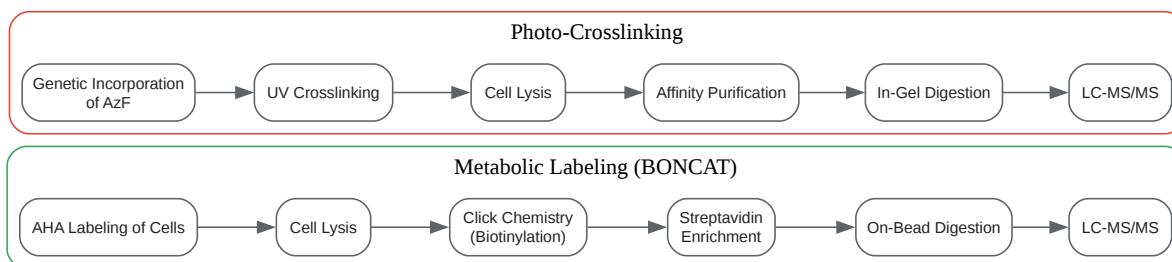 Photo-Crosslinking
Genetic Incorporation
of AzF
UV Crosslinking
Cell Lysis
Affinity Purification
In-Gel Digestion
LC-MS/MS
Metabolic Labeling (BONCAT)
AHA Labeling of Cells
Cell Lysis
Click Chemistry
(Biotinylation)
Streptavidin
Enrichment
On-Bead Digestion
LC-MS/MS